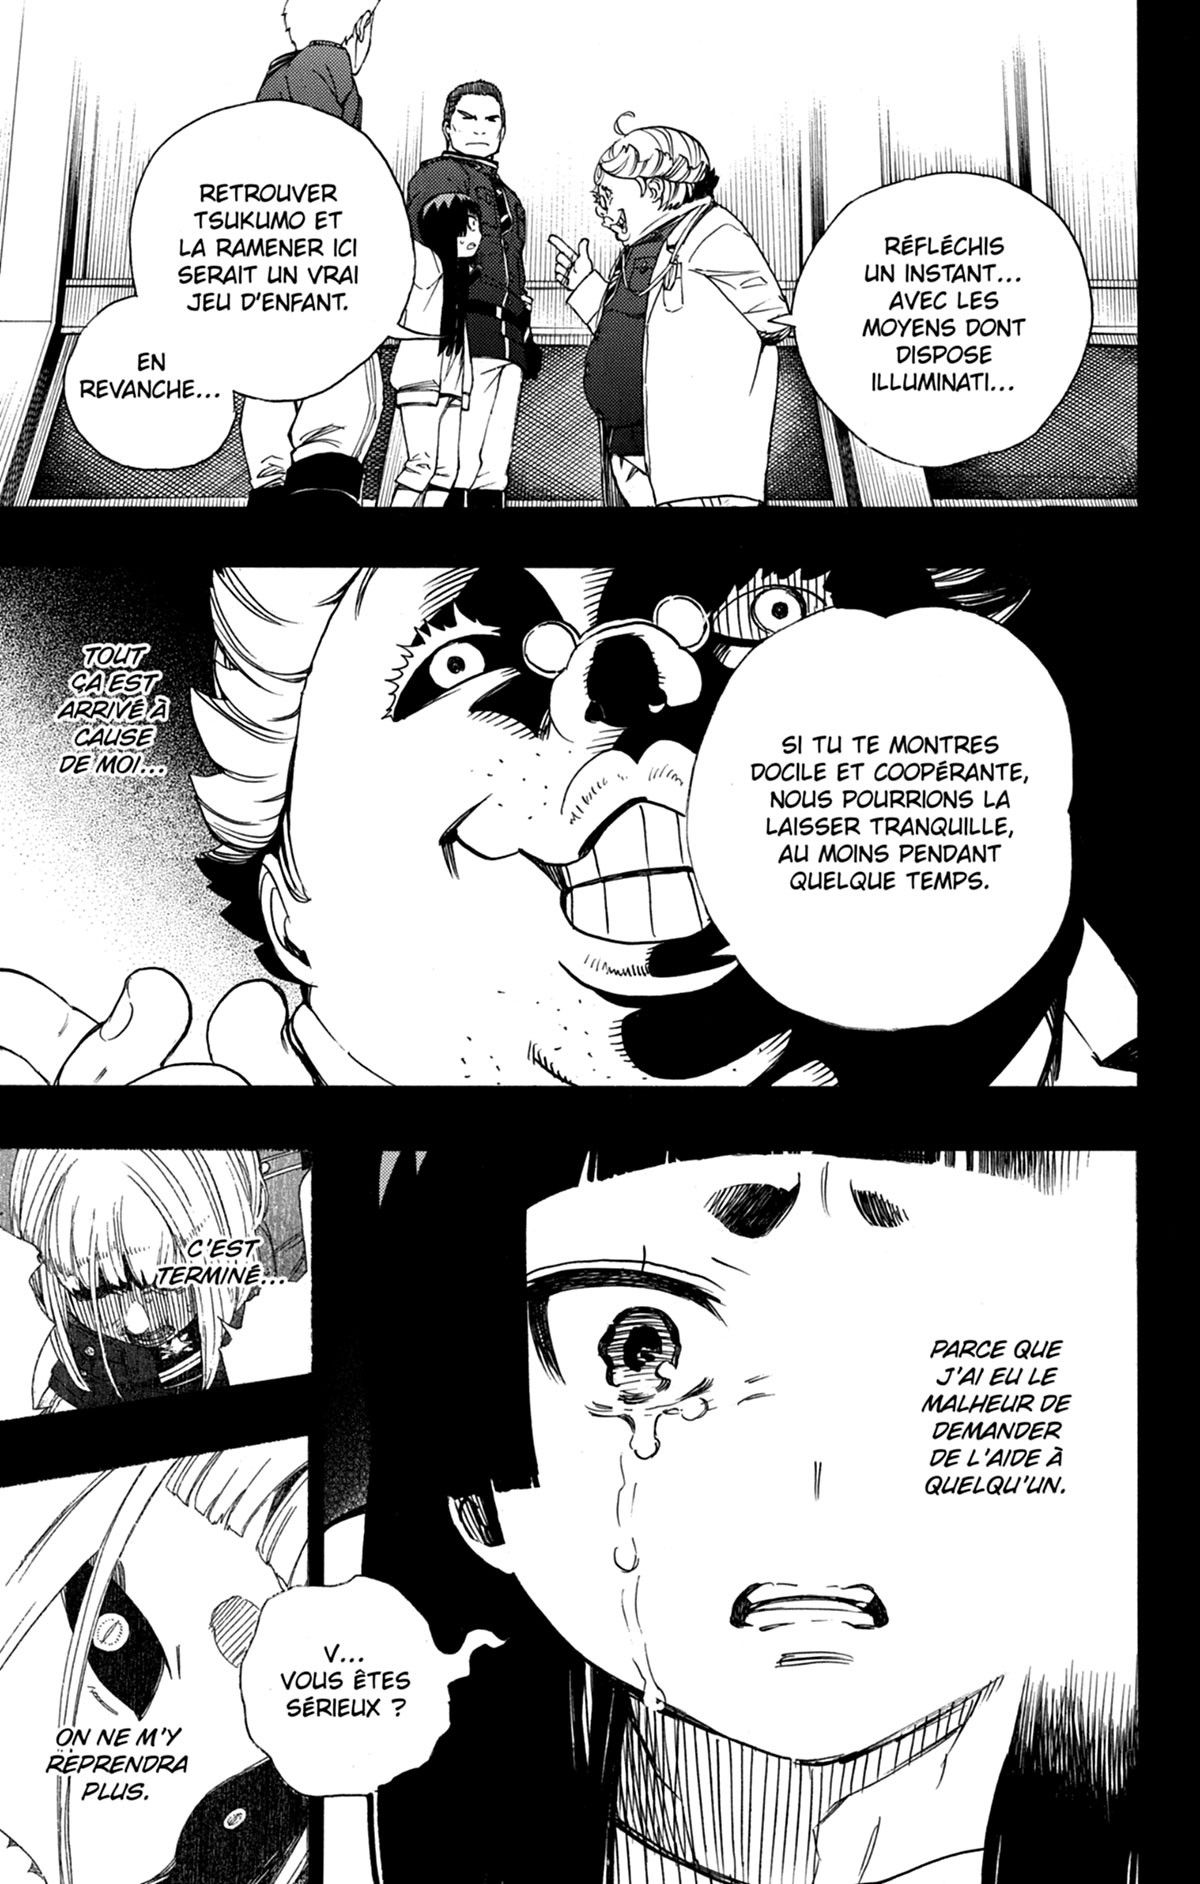 RÉFLÉCHIS
UN INSTANT...
AVEC LES
MOYENS DONT
DISPOSE
ILLUMINATI...
RETROUVER
TSUKUMO ET
LA RAMENER ICI
SERAIT UN VRAI
JEU D'ENFANT.
EN
REVANCHE...
SI TU TE MONTRES
DOCILE ET COOPÉRANTE,
NOUS POURRIONS LA
LAISSER TRANQUILLE,
AU MOINS PENDANT
QUELQUE TEMPS.
TOUT
ÇA EST
ARRIVÉ À
CAUSE
DE MOI...
PARCE QUE
J'AI EU LE
MALHEUR DE
DEMANDER
DE L'AIDE À
QUELQU'UN.
V...
VOUS ÊTES
SÉRIEUX ?
C'EST
TERMINÉ...
ON NE M'Y
REPRENDRA
PLUS.